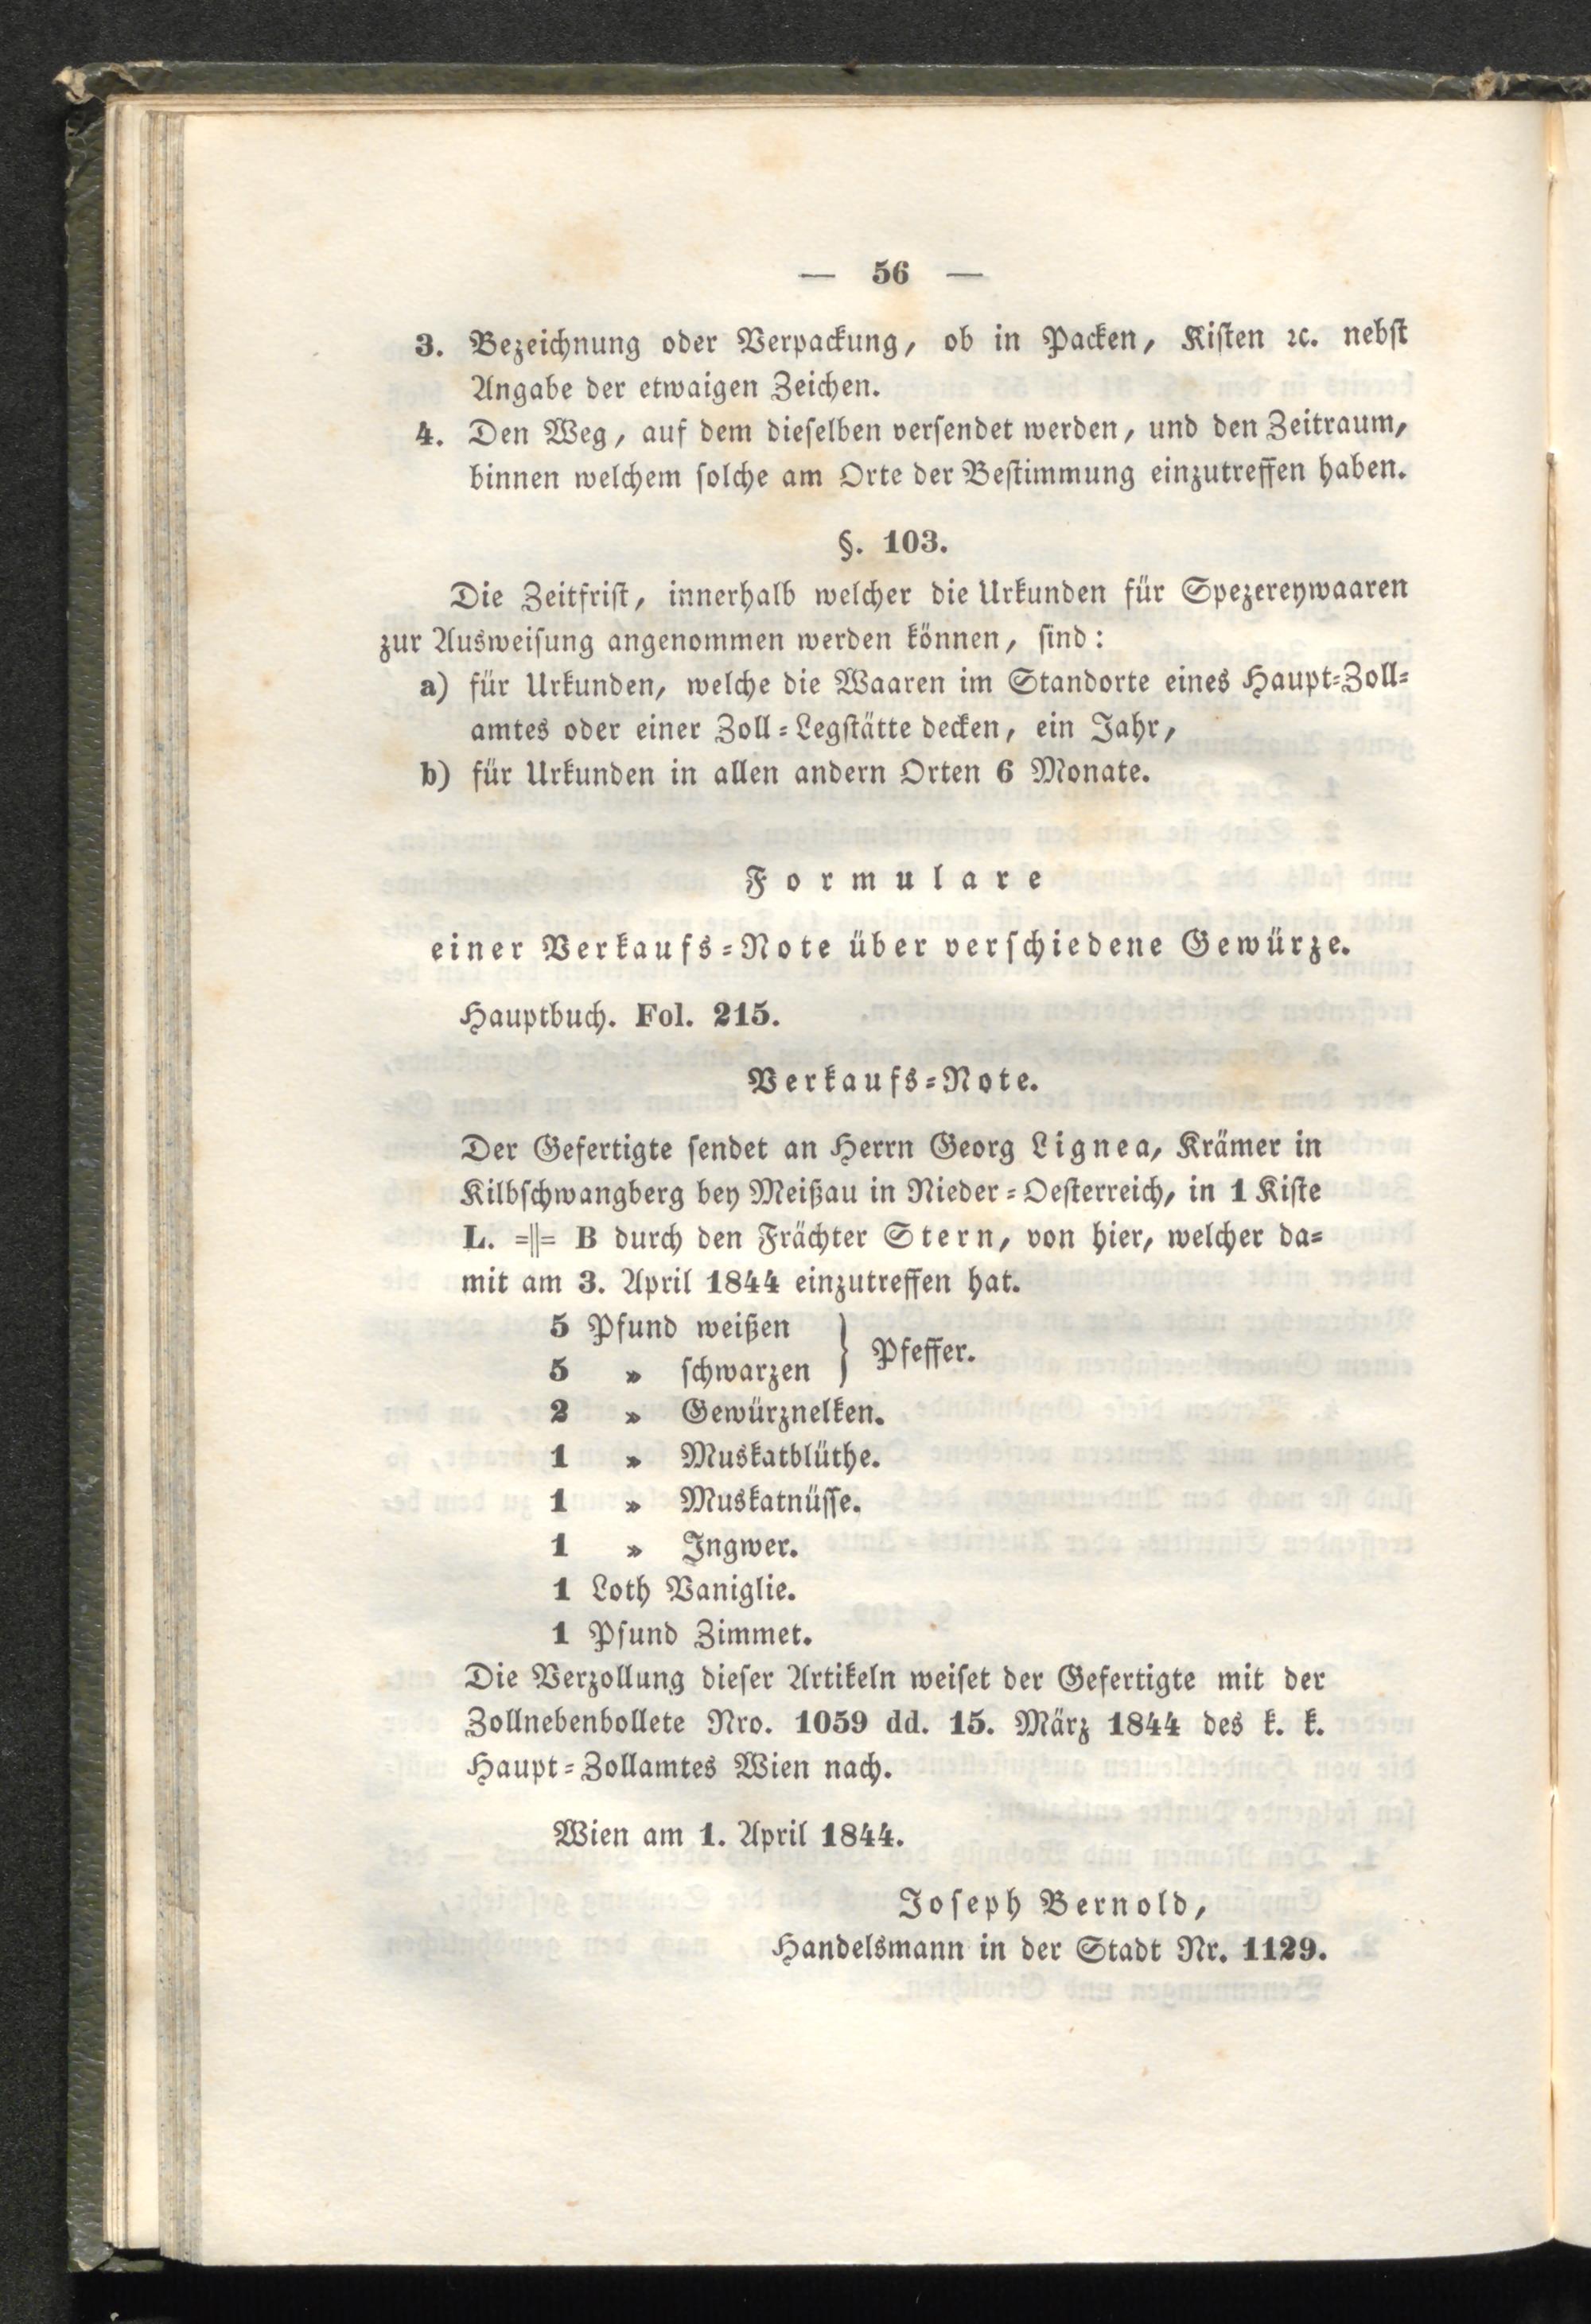 — 56 —
3. Bezeichnung oder Verpackung, ob in Packen, Kisten ꝛc. nebst
Angabe der etwaigen Zeichen.
4. Den Weg, auf dem dieselben versendet werden, und den Zeitraum,
binnen welchem solche am Orte der Bestimmung einzutreffen haben.
§. 103.
Die Zeitfrist, innerhalb welcher die Urkunden für Spezereywaaren
zur Ausweisung angenommen werden können, sind:
a) für Urkunden, welche die Waaren im Standorte eines Haupt-Zoll-
amtes oder einer Zoll-Legstätte decken, ein Jahr,
b) für Urkunden in allen andern Orten 6 Monate.
Formulare
einer Verkaufs-Note über verschiedene Gewürze.
Hauptbuch. Fol. 215.
Verkaufs-Note.
Der Gefertigte sendet an Herrn Georg Lignea, Krämer in
Kilbschwangberg bey Meißau in Nieder-Oesterreich, in 1 Kiste
L. =||= B durch den Frächter Stern, von hier, welcher da-
mit am 3. April 1844 einzutreffen hat.
5 Pfund weißen
5 » schwarzen } Pfeffer.
2 » Gewürznelken.
1 » Muskatblüthe.
1 » Muskatnüsse.
1 » Ingwer.
1 Loth Vaniglie.
1 Pfund Zimmet.
Die Verzollung dieser Artikeln weiset der Gefertigte mit der
Zollnebenbollete Nro. 1059 dd. 15. März 1844 des k. k.
Haupt-Zollamtes Wien nach.
Wien am 1. April 1844.
Joseph Bernold,
Handelsmann in der Stadt Nr. 1129.